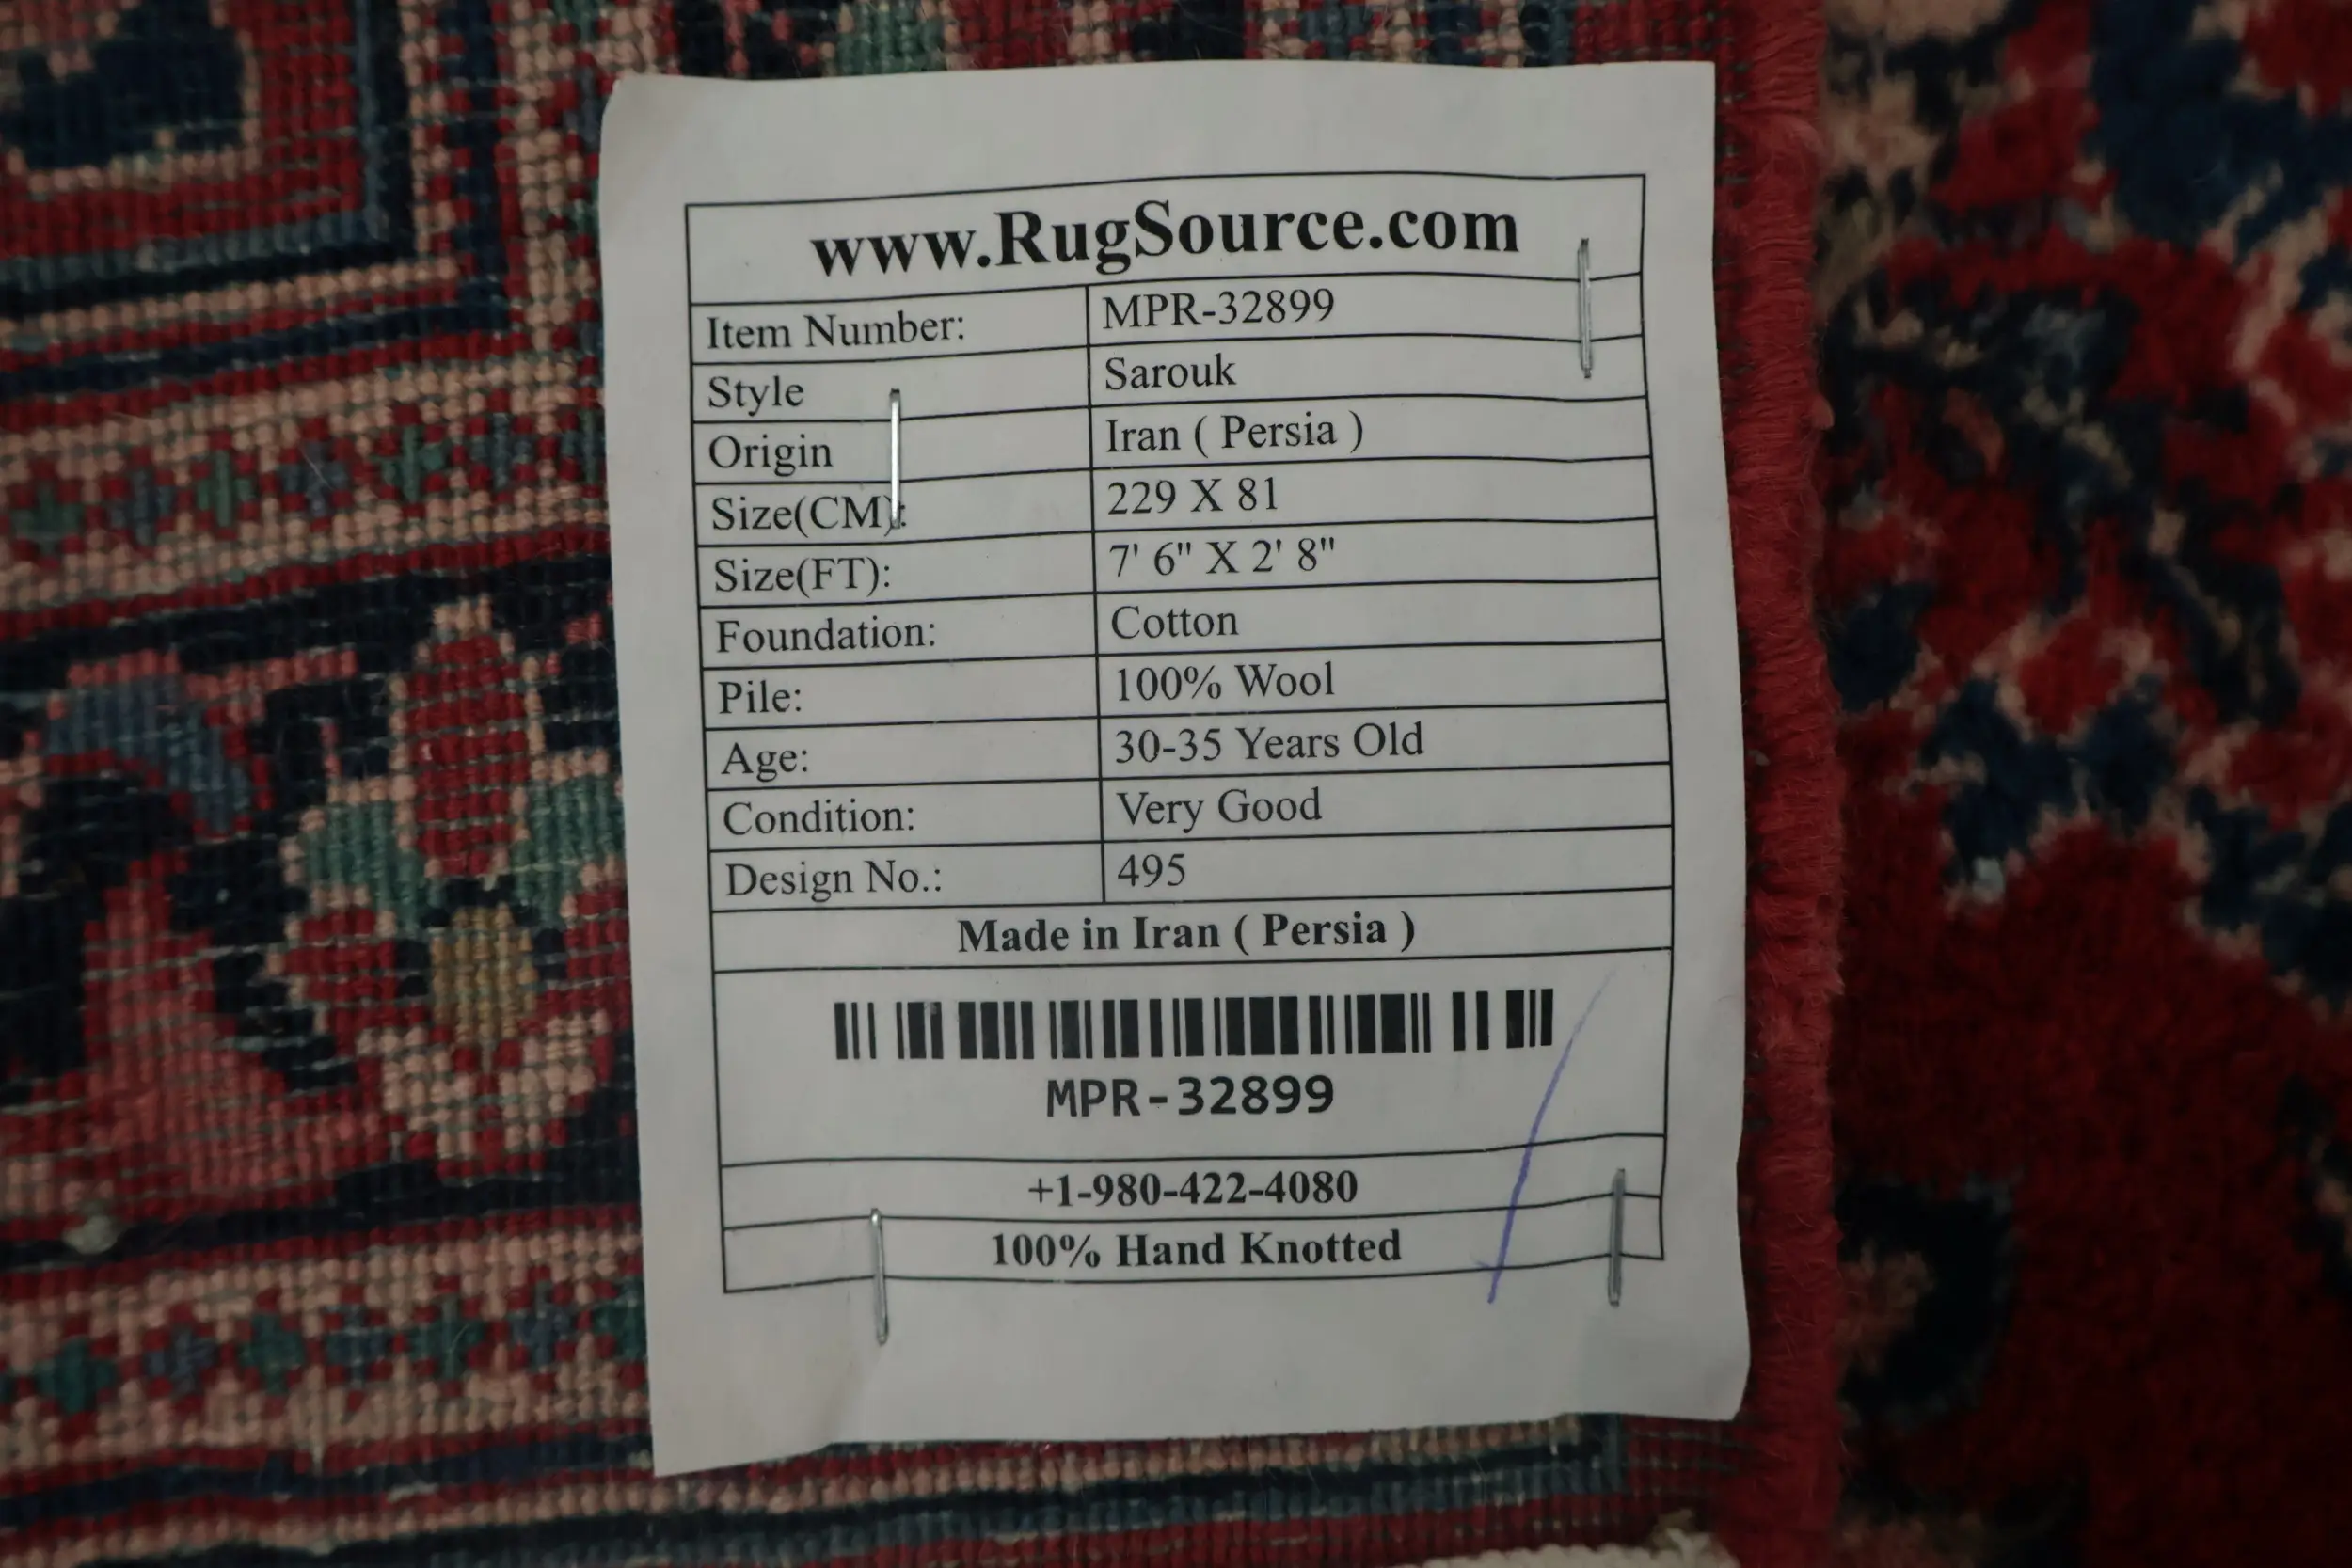 www.RugSource.com
Item Number: MPR-32899
Style Sarouk
Origin Iran ( Persia )
Size(CM): 229 X 81
Size(FT): 7' 6" X 2' 8"
Foundation: Cotton
Pile: 100% Wool
Age: 30-35 Years Old
Condition: Very Good
Design No.: 495
Made in Iran ( Persia )
MPR-32899
+1-980-422-4080
100% Hand Knotted